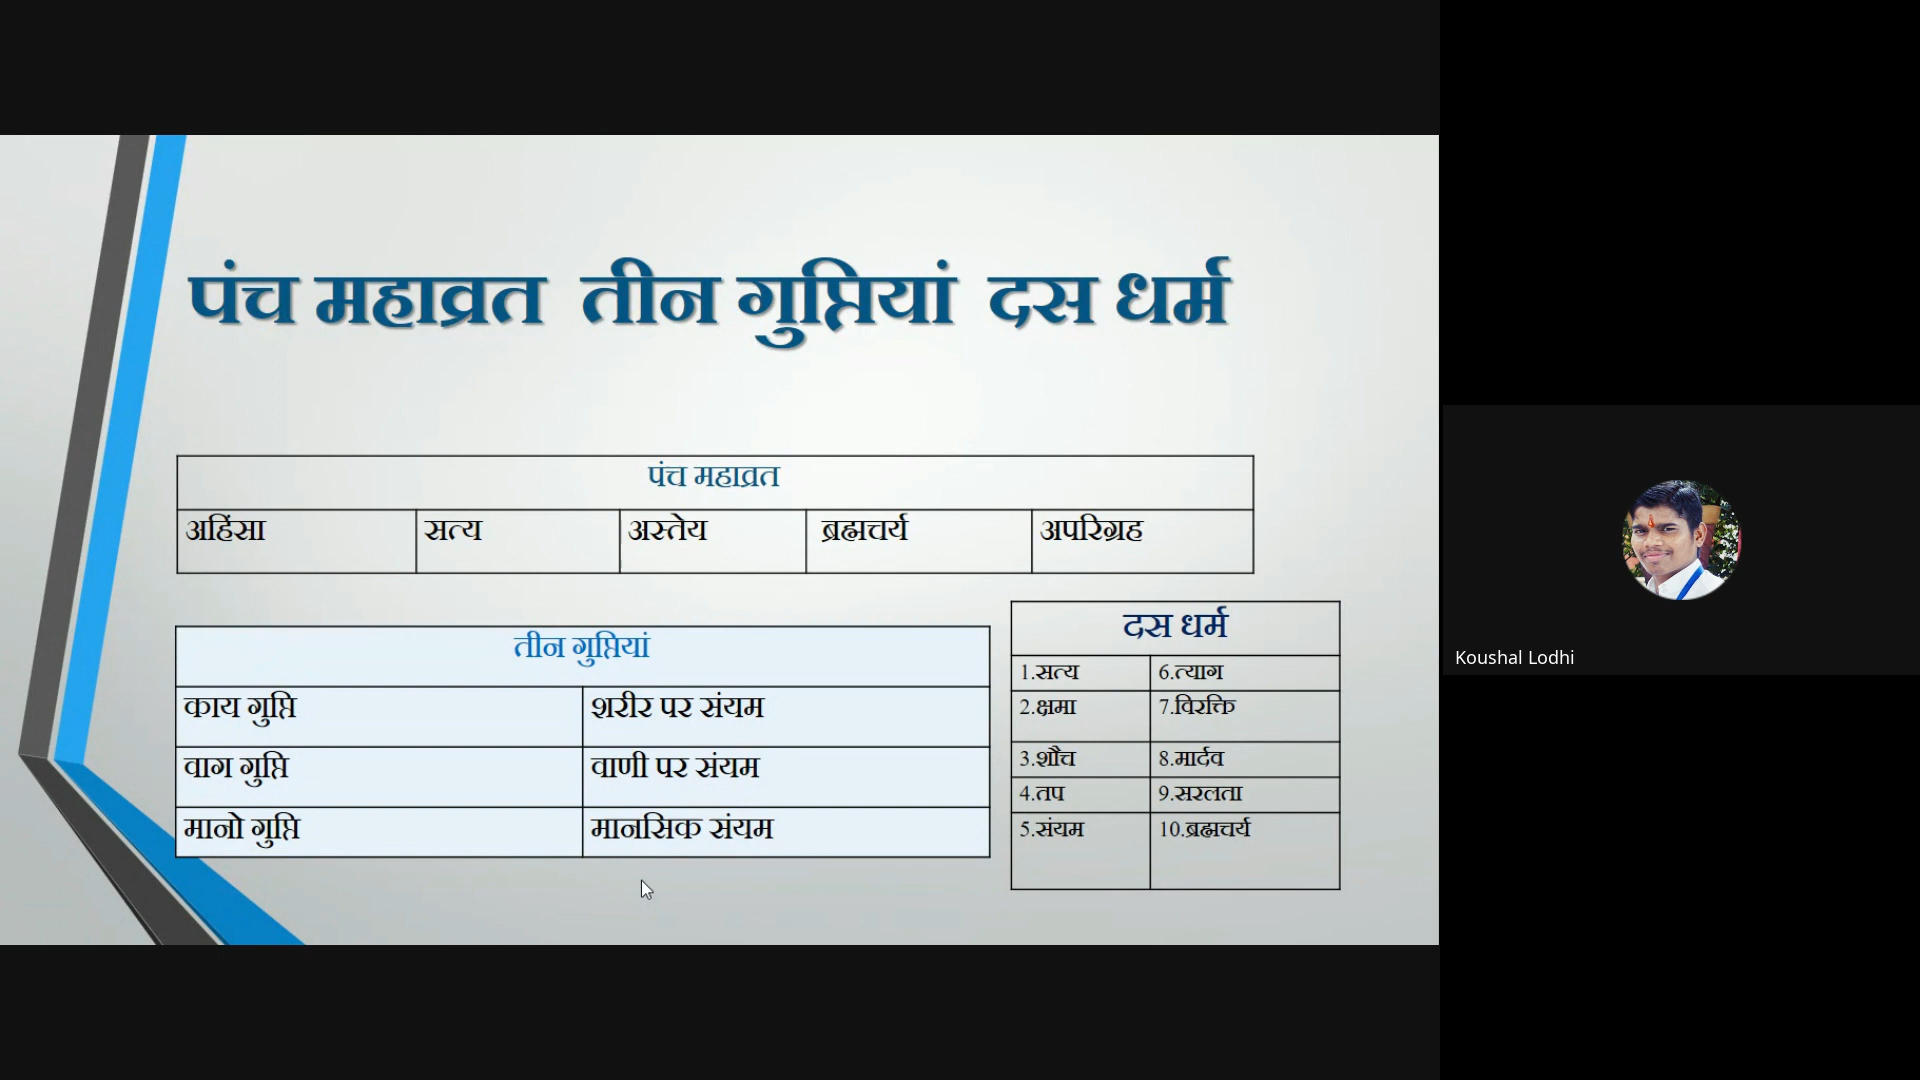 पंच महाव्रत तीन गुप्तियां दस धर्म
पंच महाव्रत
अहिंसा सत्य अस्तेय ब्रह्मचर्य अपरिग्रह
तीन गुप्तियां
काय गुप्ति शरीर पर संयम
वाग गुप्ति वाणी पर संयम
मानो गुप्ति मानसिक संयम
दस धर्म
1.सत्य 6.त्याग
2.क्षमा 7.विरक्ति
3.शौच 8.मार्दव
4.तप 9.सरलता
5.संयम 10.ब्रह्मचर्य
Koushal Lodhi